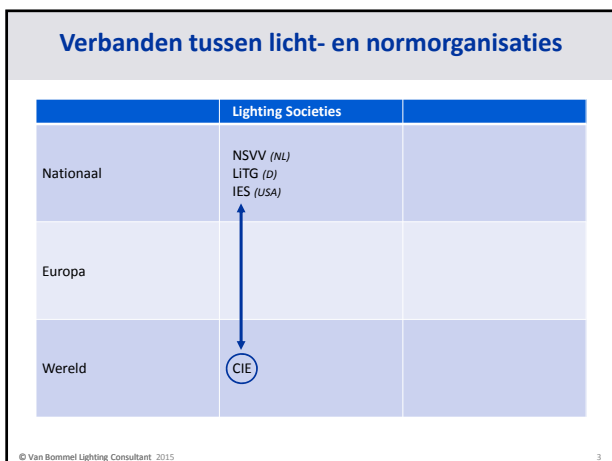 Verbanden tussen licht- en normorganisaties
Lighting Societies
Nationaal
NSVV (NL)
LiTG (D)
IES (USA)
Europa
Wereld
CIE
© Van Bommel Lighting Consultant 2015
3